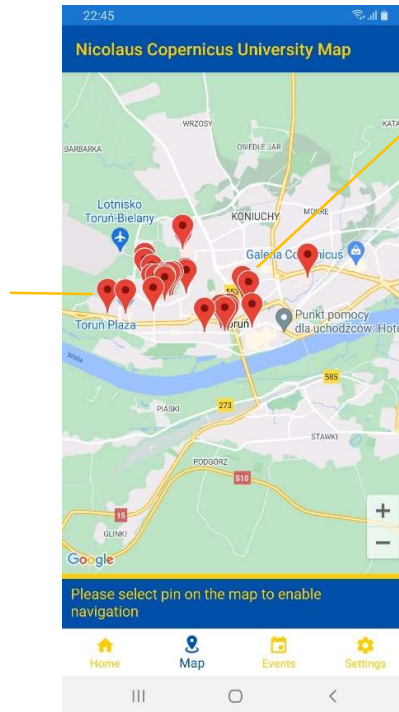 22:45
Nicolaus Copernicus University Map
WRZOSY
KATA
BARBARKA
OSIEDLE JAR
Lotnisko
Toruń-Bielany
KONIUCHY
Galeria Co nicus
553
Punkt pomocy
dla uchodźców: Hote
Toruń Plaza
Toruń
Wisła
585
PIASKI
273
STAWKI
PODGÓRZ
S10
15
GLINKI
+
−
Google
Please select pin on the map to enable
navigation
Home
Map
Events
Settings